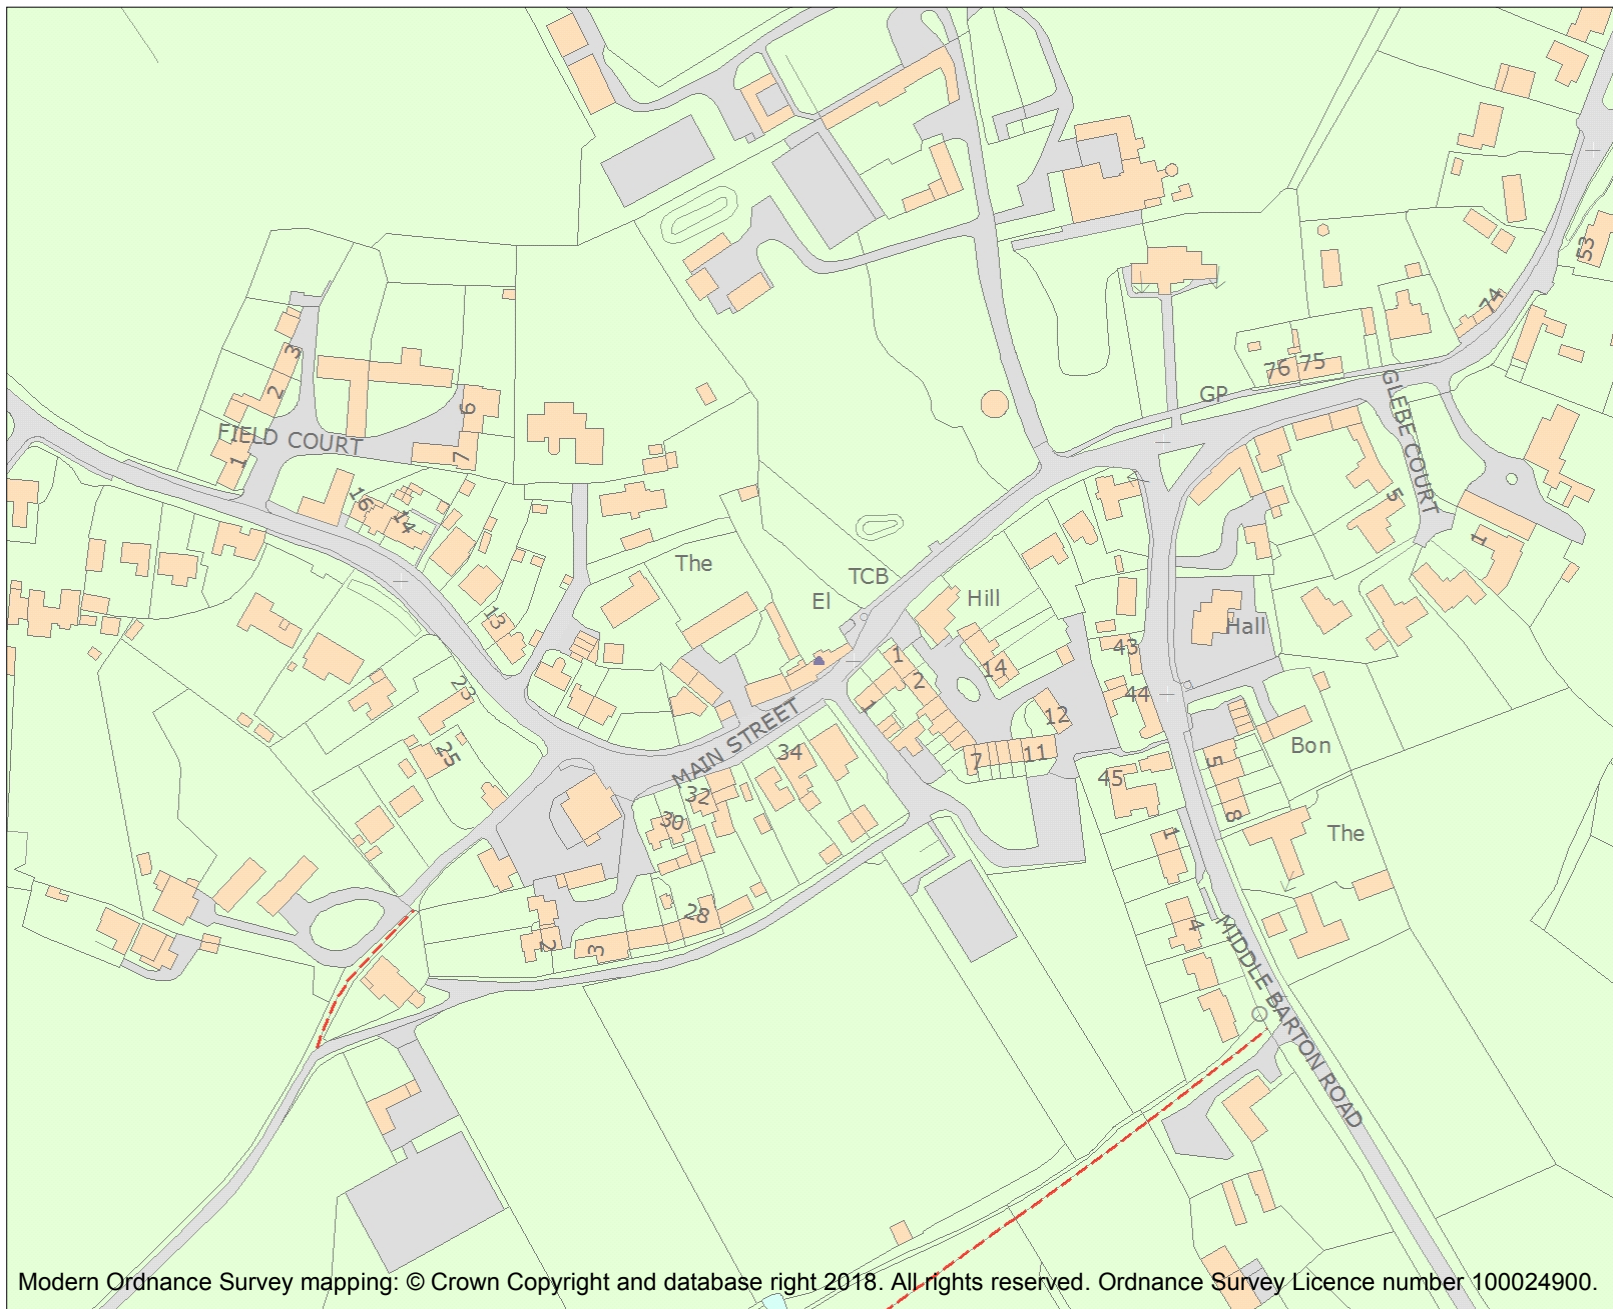 53
74
76 75
GP
GLEBE COURT
3
2
6
FIELD COURT
1
7
16
14
5
1
The
TCB
El
Hill
13
Hall
1
43
14
2
23
44
1
12
MAIN STREET
34
25
7
11
Bon
5
45
32
30
8
1
The
28
4
2
3
MIDDLE BARTON ROAD
Modern Ordnance Survey mapping: © Crown Copyright and database right 2018. All rights reserved. Ordnance Survey Licence number 100024900.